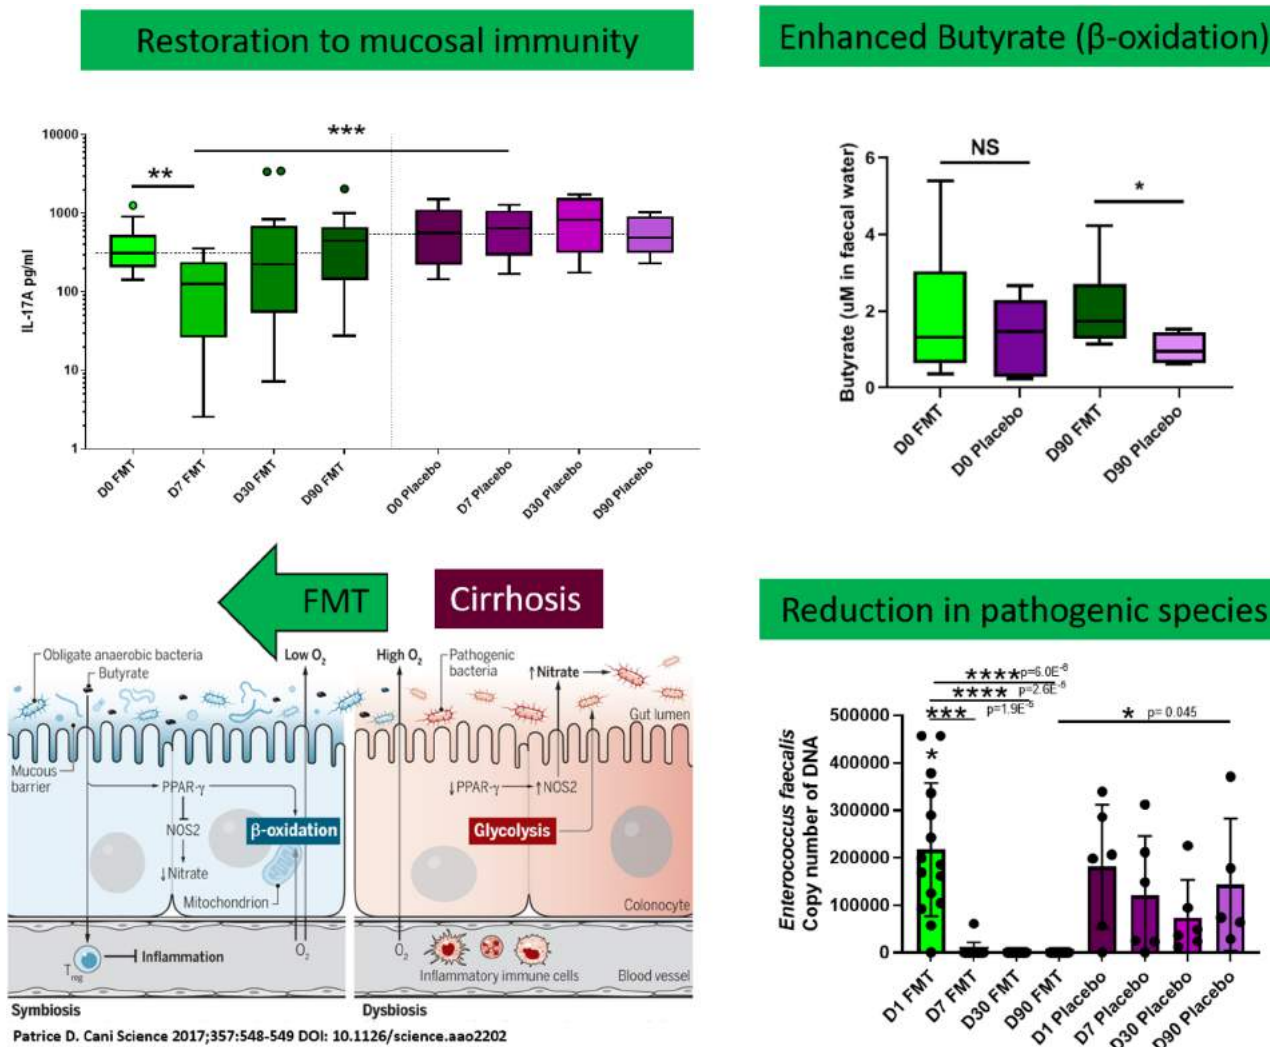 Restoration to mucosal immunity
Enhanced Butyrate (β-oxidation)
IL-17A pg/ml
10000
1000
100
10
1
**
***
D0 FMT
D7 FMT
D30 FMT
D90 FMT
D0 Placebo
D7 Placebo
D30 Placebo
D90 Placebo
Butyrate (uM in faecal water)
6
4
2
0
NS
*
D0 FMT
D0 Placebo
D90 FMT
D90 Placebo
FMT
Cirrhosis
Obligate anaerobic bacteria
Butyrate
Low O₂
High O₂
Pathogenic
bacteria
↑Nitrate
Gut lumen
Mucous
barrier
PPAR-γ
NOS2
↓Nitrate
β-oxidation
Mitochondrion
↓PPAR-γ
↑NOS2
Glycolysis
Colonocyte
Treg
Inflammation
O₂
O₂
Inflammatory immune cells
Blood vessel
Symbiosis
Dysbiosis
Patrice D. Cani Science 2017;357:548-549 DOI: 10.1126/science.aao2202
Reduction in pathogenic species
****p=6.0E⁻⁶
**** p=2.6E⁻⁶
*** p=1.9E⁻⁵
* p= 0.045
*
Enterococcus faecalis
Copy number of DNA
500000
400000
300000
200000
100000
0
D1 FMT
D7 FMT
D30 FMT
D90 FMT
D1 Placebo
D7 Placebo
D30 Placebo
D90 Placebo